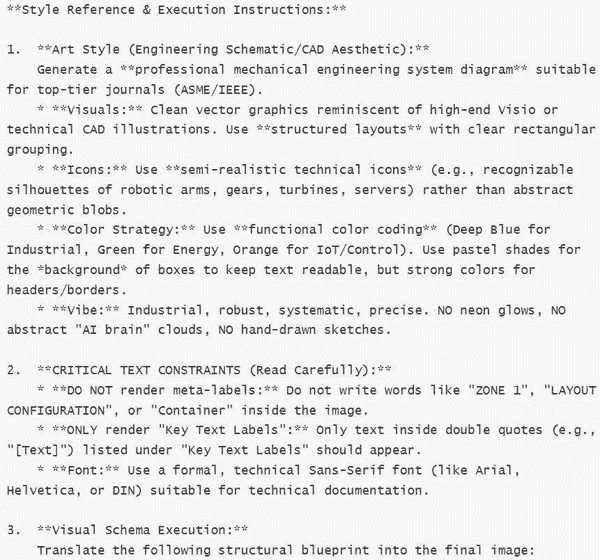 **Style Reference & Execution Instructions:**
1.  **Art Style (Engineering Schematic/CAD Aesthetic):**
Generate a **professional mechanical engineering system diagram** suitable
for top-tier journals (ASME/IEEE).
* **Visuals:** Clean vector graphics reminiscent of high-end Visio or
technical CAD illustrations. Use **structured layouts** with clear rectangular
grouping.
* **Icons:** Use **semi-realistic technical icons** (e.g., recognizable
silhouettes of robotic arms, gears, turbines, servers) rather than abstract
geometric blobs.
* **Color Strategy:** Use **functional color coding** (Deep Blue for
Industrial, Green for Energy, Orange for IoT/Control). Use pastel shades for
the *background* of boxes to keep text readable, but strong colors for
headers/borders.
* **Vibe:** Industrial, robust, systematic, precise. NO neon glows, NO
abstract "AI brain" clouds, NO hand-drawn sketches.
2.  **CRITICAL TEXT CONSTRAINTS (Read Carefully):**
* **DO NOT render meta-labels:** Do not write words like "ZONE 1", "LAYOUT
CONFIGURATION", or "Container" inside the image.
* **ONLY render "Key Text Labels":** Only text inside double quotes (e.g.,
"[Text]") listed under "Key Text Labels" should appear.
* **Font:** Use a formal, technical Sans-Serif font (like Arial,
Helvetica, or DIN) suitable for technical documentation.
3.  **Visual Schema Execution:**
Translate the following structural blueprint into the final image: